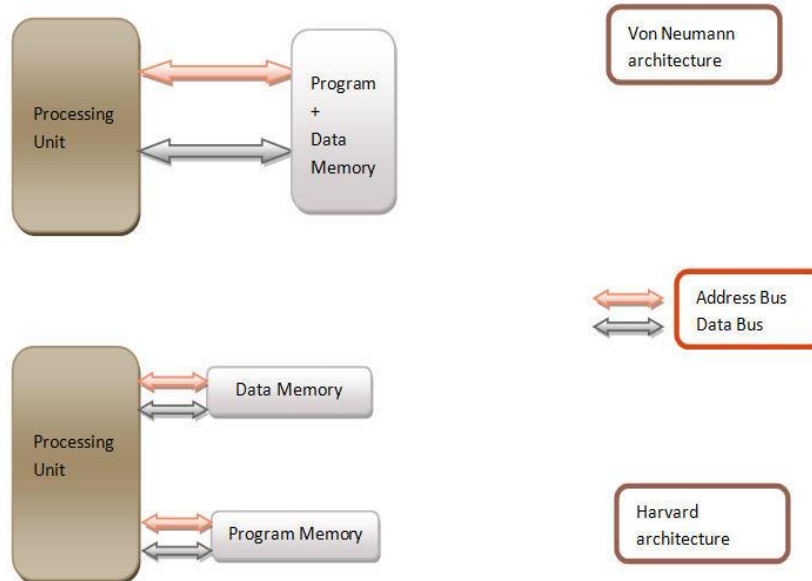 Processing
Unit
Program
+
Data
Memory
Von Neumann
architecture
Address Bus
Data Bus
Processing
Unit
Data Memory
Program Memory
Harvard
architecture